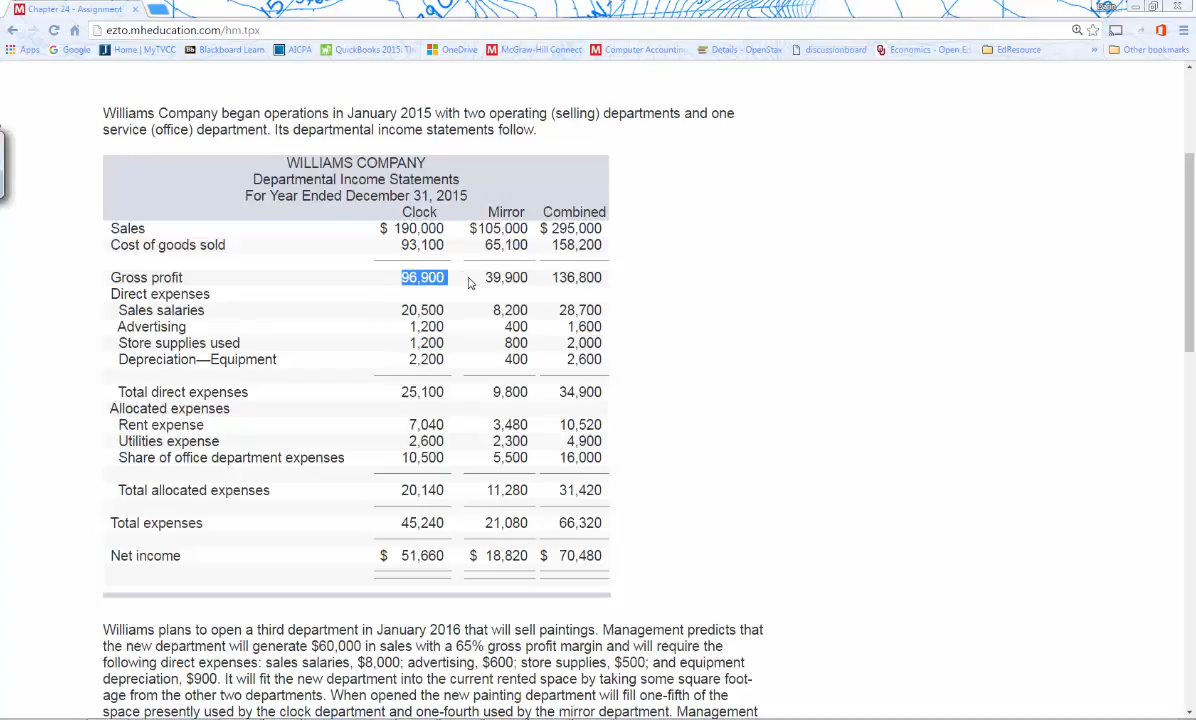 Chapter 24 - Assignment
ezto.mheducation.com/hm.tpx
Apps Google Home | MyTVCC Blackboard Learn AICPA QuickBooks 2015: Th OneDrive McGraw-Hill Connect Computer Accounting Details - OpenStax discussionboard Economics - Open.Ed EdResource » Other bookmarks
Williams Company began operations in January 2015 with two operating (selling) departments and one
service (office) department. Its departmental income statements follow.
WILLIAMS COMPANY
Departmental Income Statements
For Year Ended December 31, 2015
Clock Mirror Combined
Sales $ 190,000 $105,000 $ 295,000
Cost of goods sold 93,100 65,100 158,200
Gross profit 96,900 39,900 136,800
Direct expenses
Sales salaries 20,500 8,200 28,700
Advertising 1,200 400 1,600
Store supplies used 1,200 800 2,000
Depreciation—Equipment 2,200 400 2,600
Total direct expenses 25,100 9,800 34,900
Allocated expenses
Rent expense 7,040 3,480 10,520
Utilities expense 2,600 2,300 4,900
Share of office department expenses 10,500 5,500 16,000
Total allocated expenses 20,140 11,280 31,420
Total expenses 45,240 21,080 66,320
Net income $ 51,660 $ 18,820 $ 70,480
Williams plans to open a third department in January 2016 that will sell paintings. Management predicts that
the new department will generate $60,000 in sales with a 65% gross profit margin and will require the
following direct expenses: sales salaries, $8,000; advertising, $600; store supplies, $500; and equipment
depreciation, $900. It will fit the new department into the current rented space by taking some square foot-
age from the other two departments. When opened the new painting department will fill one-fifth of the
space presently used by the clock department and one-fourth used by the mirror department. Management